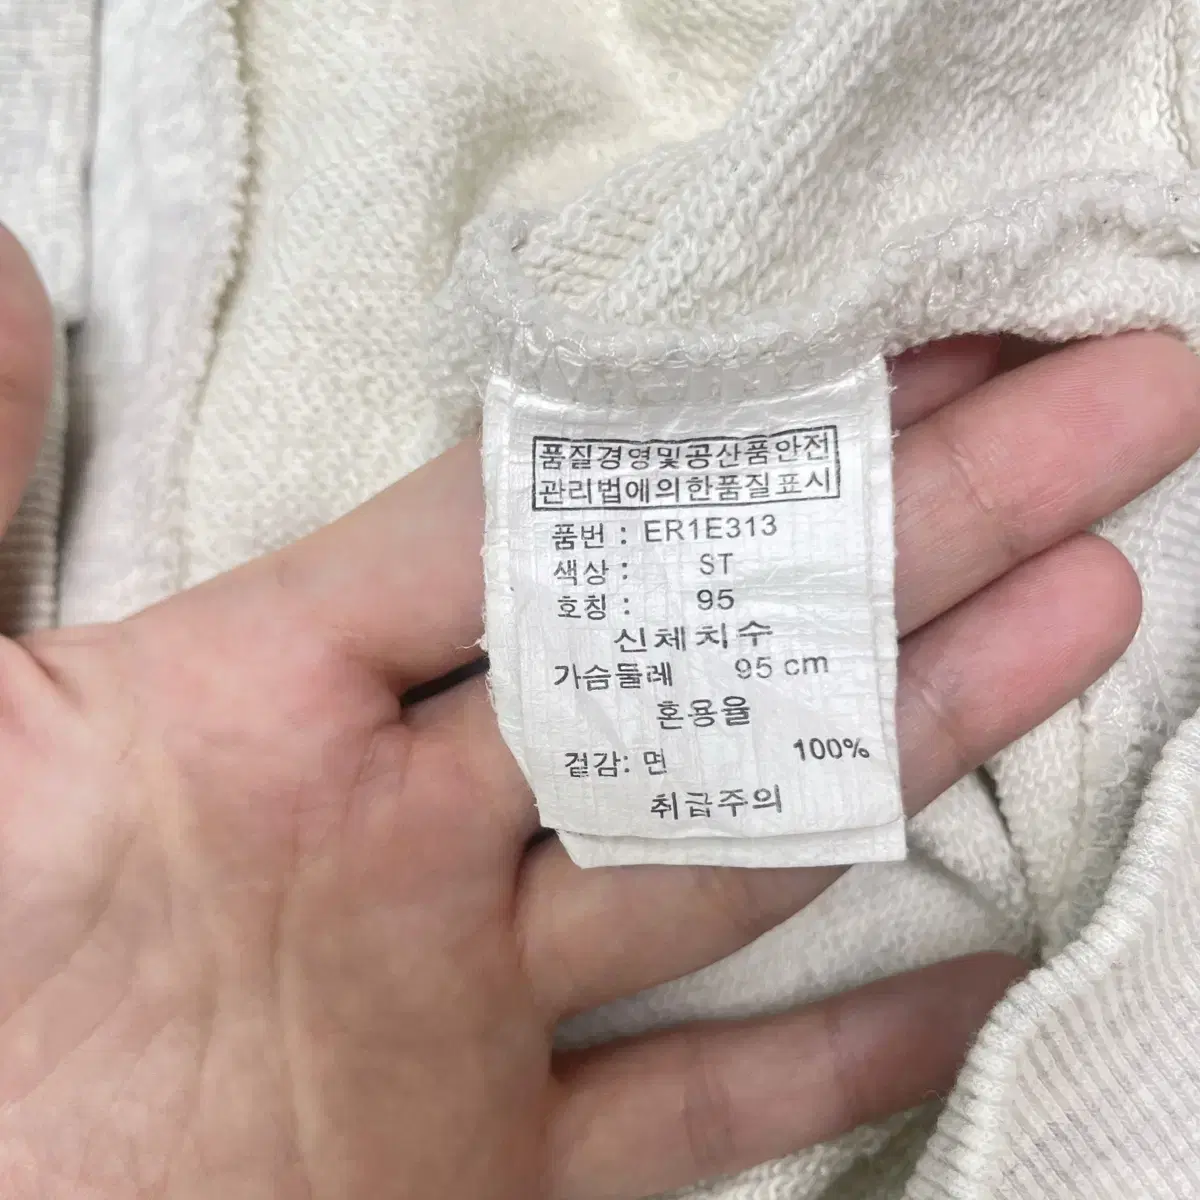 품질경영및공산품안전
관리법에의한품질표시
품번 : ER1E313
색상 : ST
호칭 : 95
신체치수
가슴둘레 95 cm
혼용율
겉감: 면 100%
취급주의